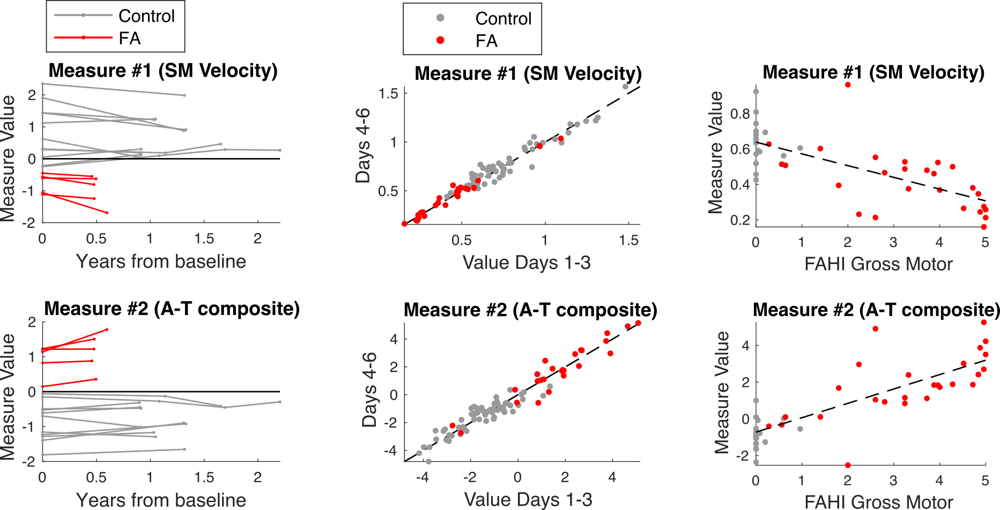 Control
FA
Control
FA
Measure #1 (SM Velocity)
Measure Value
2
1
0
-1
-2
0 0.5 1 1.5 2
Years from baseline
Measure #1 (SM Velocity)
Days 4-6
1.5
1
0.5
0.5 1 1.5
Value Days 1-3
Measure #1 (SM Velocity)
Measure Value
0.8
0.6
0.4
0.2
0 1 2 3 4 5
FAHI Gross Motor
Measure #2 (A-T composite)
Measure Value
2
1
0
-1
-2
0 0.5 1 1.5 2
Years from baseline
Measure #2 (A-T composite)
Days 4-6
4
2
0
-2
-4
-4 -2 0 2 4
Value Days 1-3
Measure #2 (A-T composite)
Measure Value
4
2
0
-2
0 1 2 3 4 5
FAHI Gross Motor